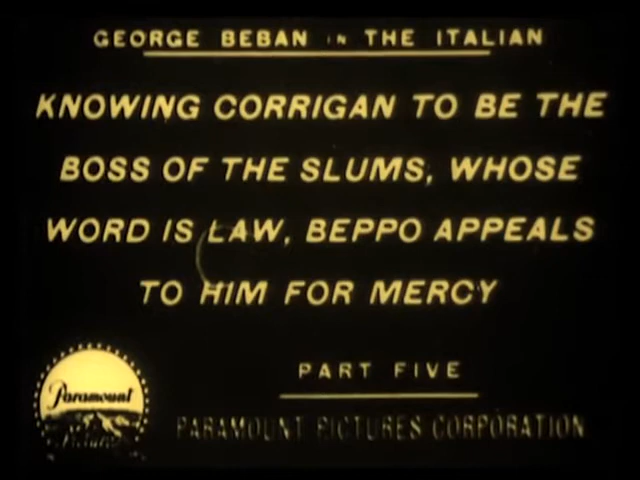 GEORGE BEBAN IN THE ITALIAN
KNOWING CORRIGAN TO BE THE
BOSS OF THE SLUMS, WHOSE
WORD IS LAW, BEPPO APPEALS
TO HIM FOR MERCY
PART FIVE
Paramount
Pictures
PARAMOUNT PICTURES CORPORATION